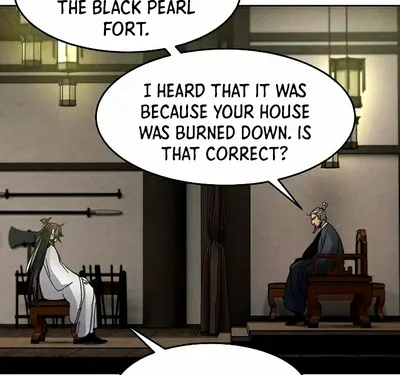 THE BLACK PEARL
FORT.
I HEARD THAT IT WAS
BECAUSE YOUR HOUSE
WAS BURNED DOWN. IS
THAT CORRECT?